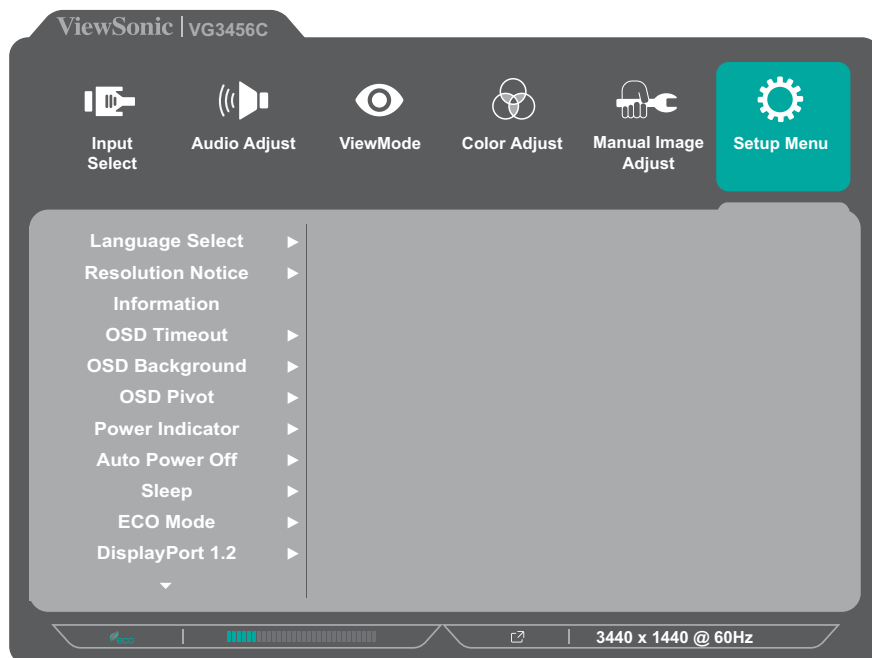 ViewSonic | VG3456C
Input Select
Audio Adjust
ViewMode
Color Adjust
Manual Image Adjust
Setup Menu
Language Select
Resolution Notice
Information
OSD Timeout
OSD Background
OSD Pivot
Power Indicator
Auto Power Off
Sleep
ECO Mode
DisplayPort 1.2
eco
3440 x 1440 @ 60Hz